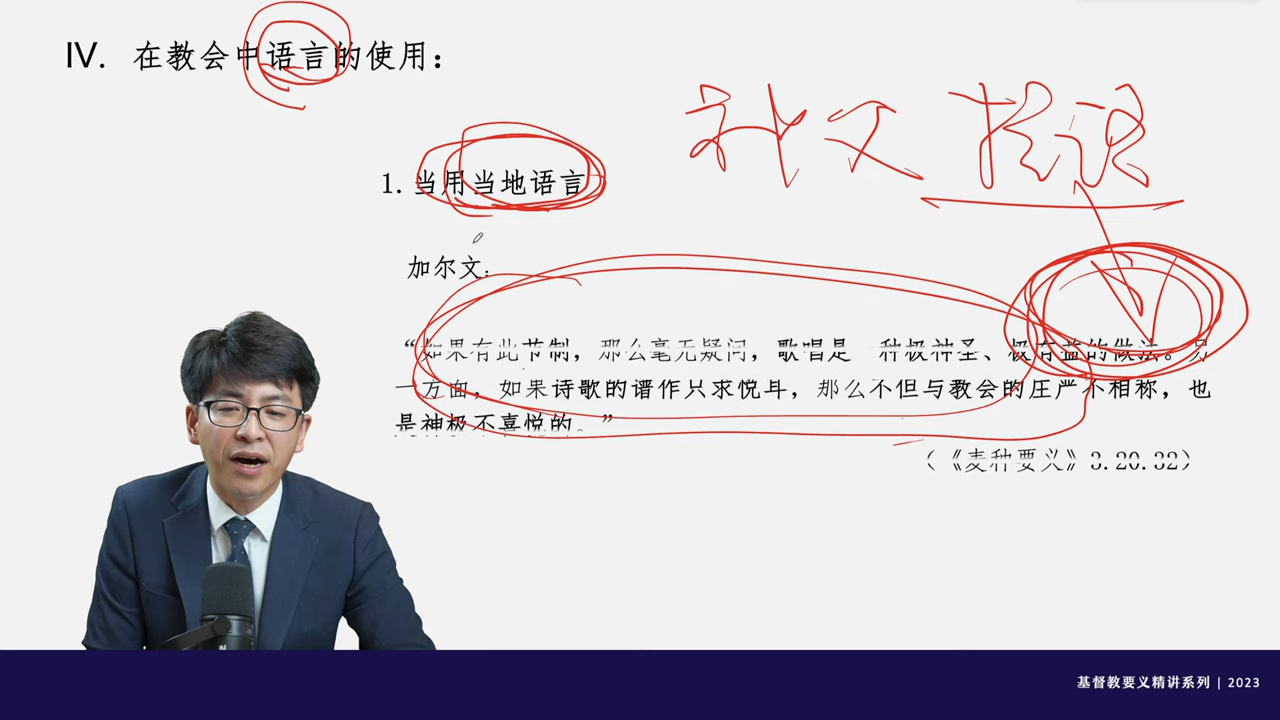 IV. 在教会中语言的使用：
1. 当用当地语言
加尔文：
“如果有此节制，那么毫无疑问，歌唱是一种极神圣、极有益的做法。另
一方面，如果诗歌的谱作只求悦耳，那么不但与教会的庄严不相称，也
是神极不喜悦的。”
（《麦种要义》3.20.32）
基督教要义精讲系列 | 2023